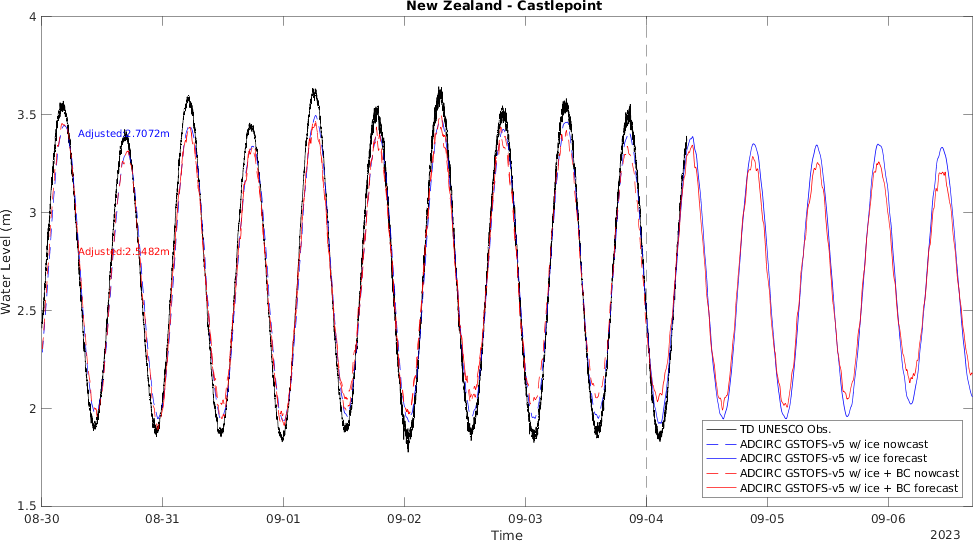 New Zealand - Castlepoint
4
3.5
3
2.5
2
1.5
Water Level (m)
Adjusted:2.7072m
Adjusted:2.5482m
TD UNESCO Obs.
ADCIRC GSTOFS-v5 w/ ice nowcast
ADCIRC GSTOFS-v5 w/ ice forecast
ADCIRC GSTOFS-v5 w/ ice + BC nowcast
ADCIRC GSTOFS-v5 w/ ice + BC forecast
08-30 08-31 09-01 09-02 09-03 09-04 09-05 09-06
Time
2023